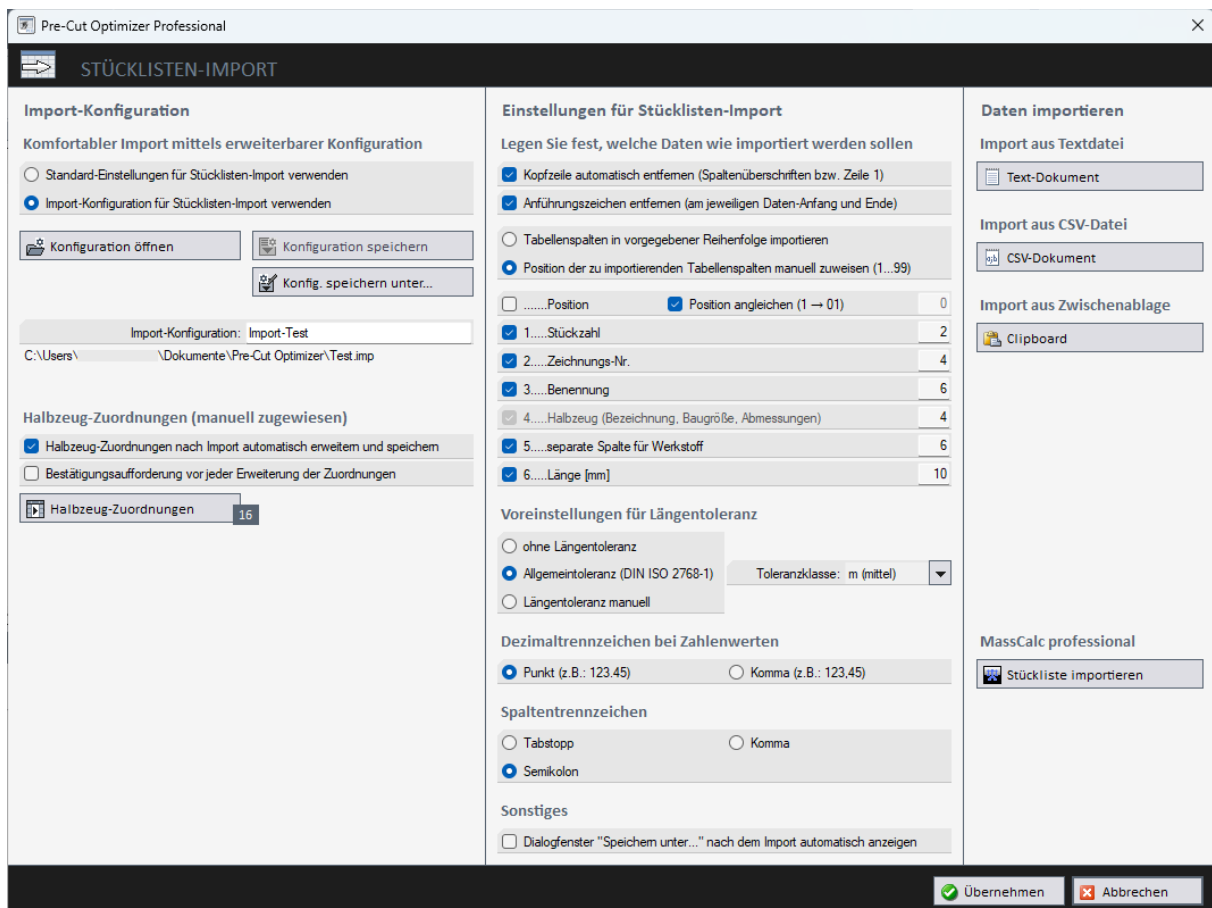 Pre-Cut Optimizer Professional
STÜCKLISTEN-IMPORT
Import-Konfiguration
Komfortabler Import mittels erweiterbarer Konfiguration
Standard-Einstellungen für Stücklisten-Import verwenden
Import-Konfiguration für Stücklisten-Import verwenden
Konfiguration öffnen
Konfiguration speichern
Konfig. speichern unter...
Import-Konfiguration: Import-Test
C:\Users\ \Dokumente\Pre-Cut Optimizer\Test.imp
Halbzeug-Zuordnungen (manuell zugewiesen)
Halbzeug-Zuordnungen nach Import automatisch erweitern und speichern
Bestätigungsaufforderung vor jeder Erweiterung der Zuordnungen
Halbzeug-Zuordnungen
16
Einstellungen für Stücklisten-Import
Legen Sie fest, welche Daten wie importiert werden sollen
Kopfzeile automatisch entfernen (Spaltenüberschriften bzw. Zeile 1)
Anführungszeichen entfernen (am jeweiligen Daten-Anfang und Ende)
Tabellenspalten in vorgegebener Reihenfolge importieren
Position der zu importierenden Tabellenspalten manuell zuweisen (1...99)
.......Position Position angleichen (1 → 01) 0
1.....Stückzahl 2
2.....Zeichnungs-Nr. 4
3.....Benennung 6
4.....Halbzeug (Bezeichnung, Baugröße, Abmessungen) 4
5.....separate Spalte für Werkstoff 6
6.....Länge [mm] 10
Voreinstellungen für Längentoleranz
ohne Längentoleranz
Allgemeintoleranz (DIN ISO 2768-1) Toleranzklasse: m (mittel)
Längentoleranz manuell
Dezimaltrennzeichen bei Zahlenwerten
Punkt (z.B.: 123.45) Komma (z.B.: 123,45)
Spaltentrennzeichen
Tabstopp Komma
Semikolon
Sonstiges
Dialogfenster "Speichern unter..." nach dem Import automatisch anzeigen
Daten importieren
Import aus Textdatei
Text-Dokument
Import aus CSV-Datei
CSV-Dokument
Import aus Zwischenablage
Clipboard
MassCalc professional
Stückliste importieren
Übernehmen
Abbrechen